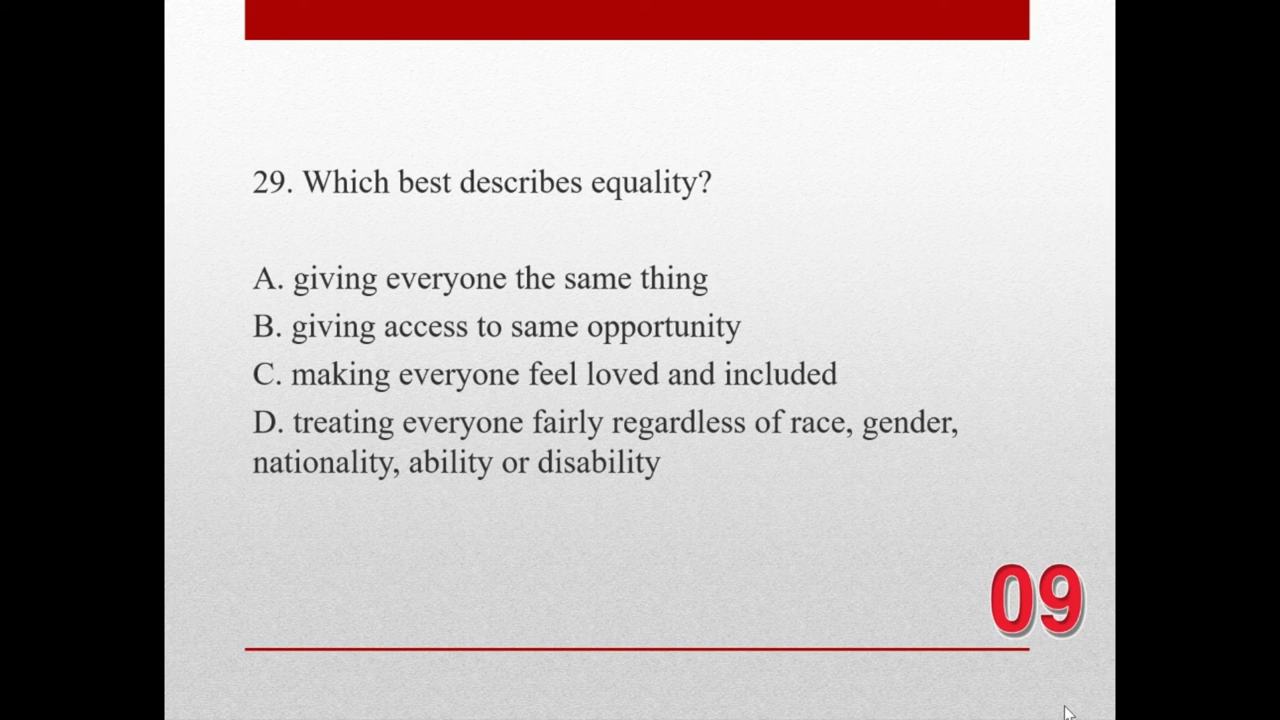 29. Which best describes equality?
A. giving everyone the same thing
B. giving access to same opportunity
C. making everyone feel loved and included
D. treating everyone fairly regardless of race, gender,
nationality, ability or disability
09